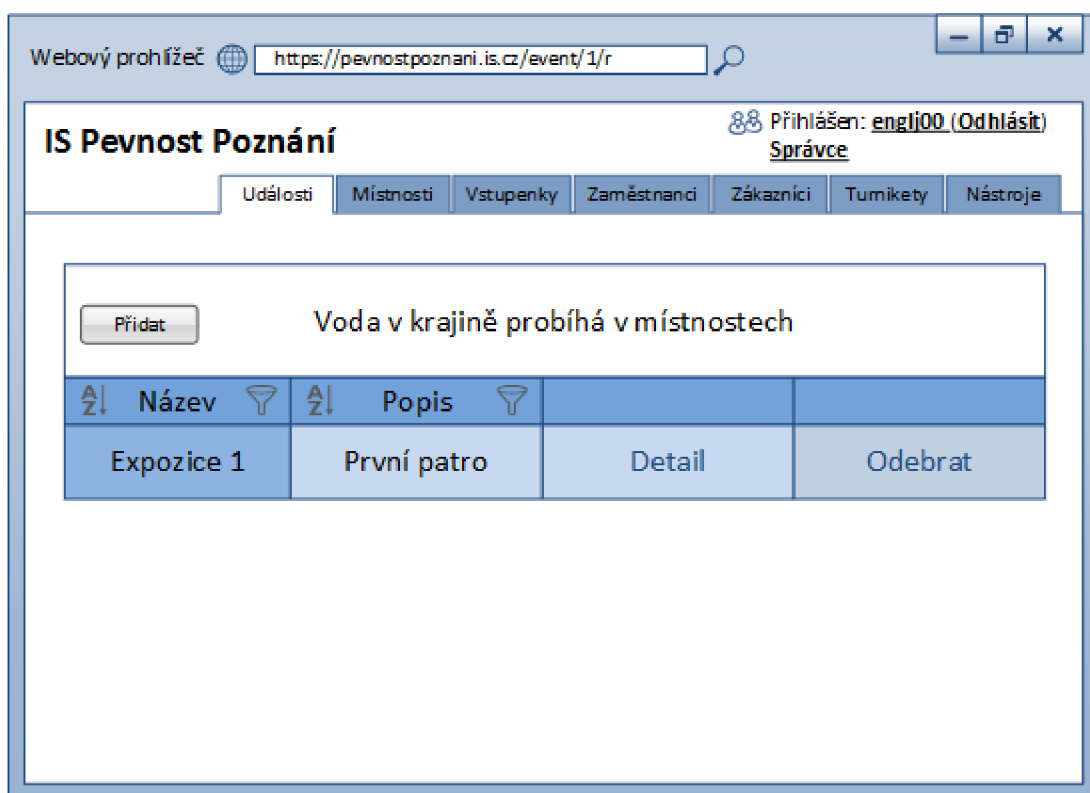 Webový prohlížeč https://pevnostpoznani.is.cz/event/1/r
IS Pevnost Poznání
Přihlášen: englj00 (Odhlásit)
Správce
Události Místnosti Vstupenky Zaměstnanci Zákazníci Turnikety Nástroje
Přidat Voda v krajině probíhá v místnostech
Název Popis
Expozice 1 První patro Detail Odebrat